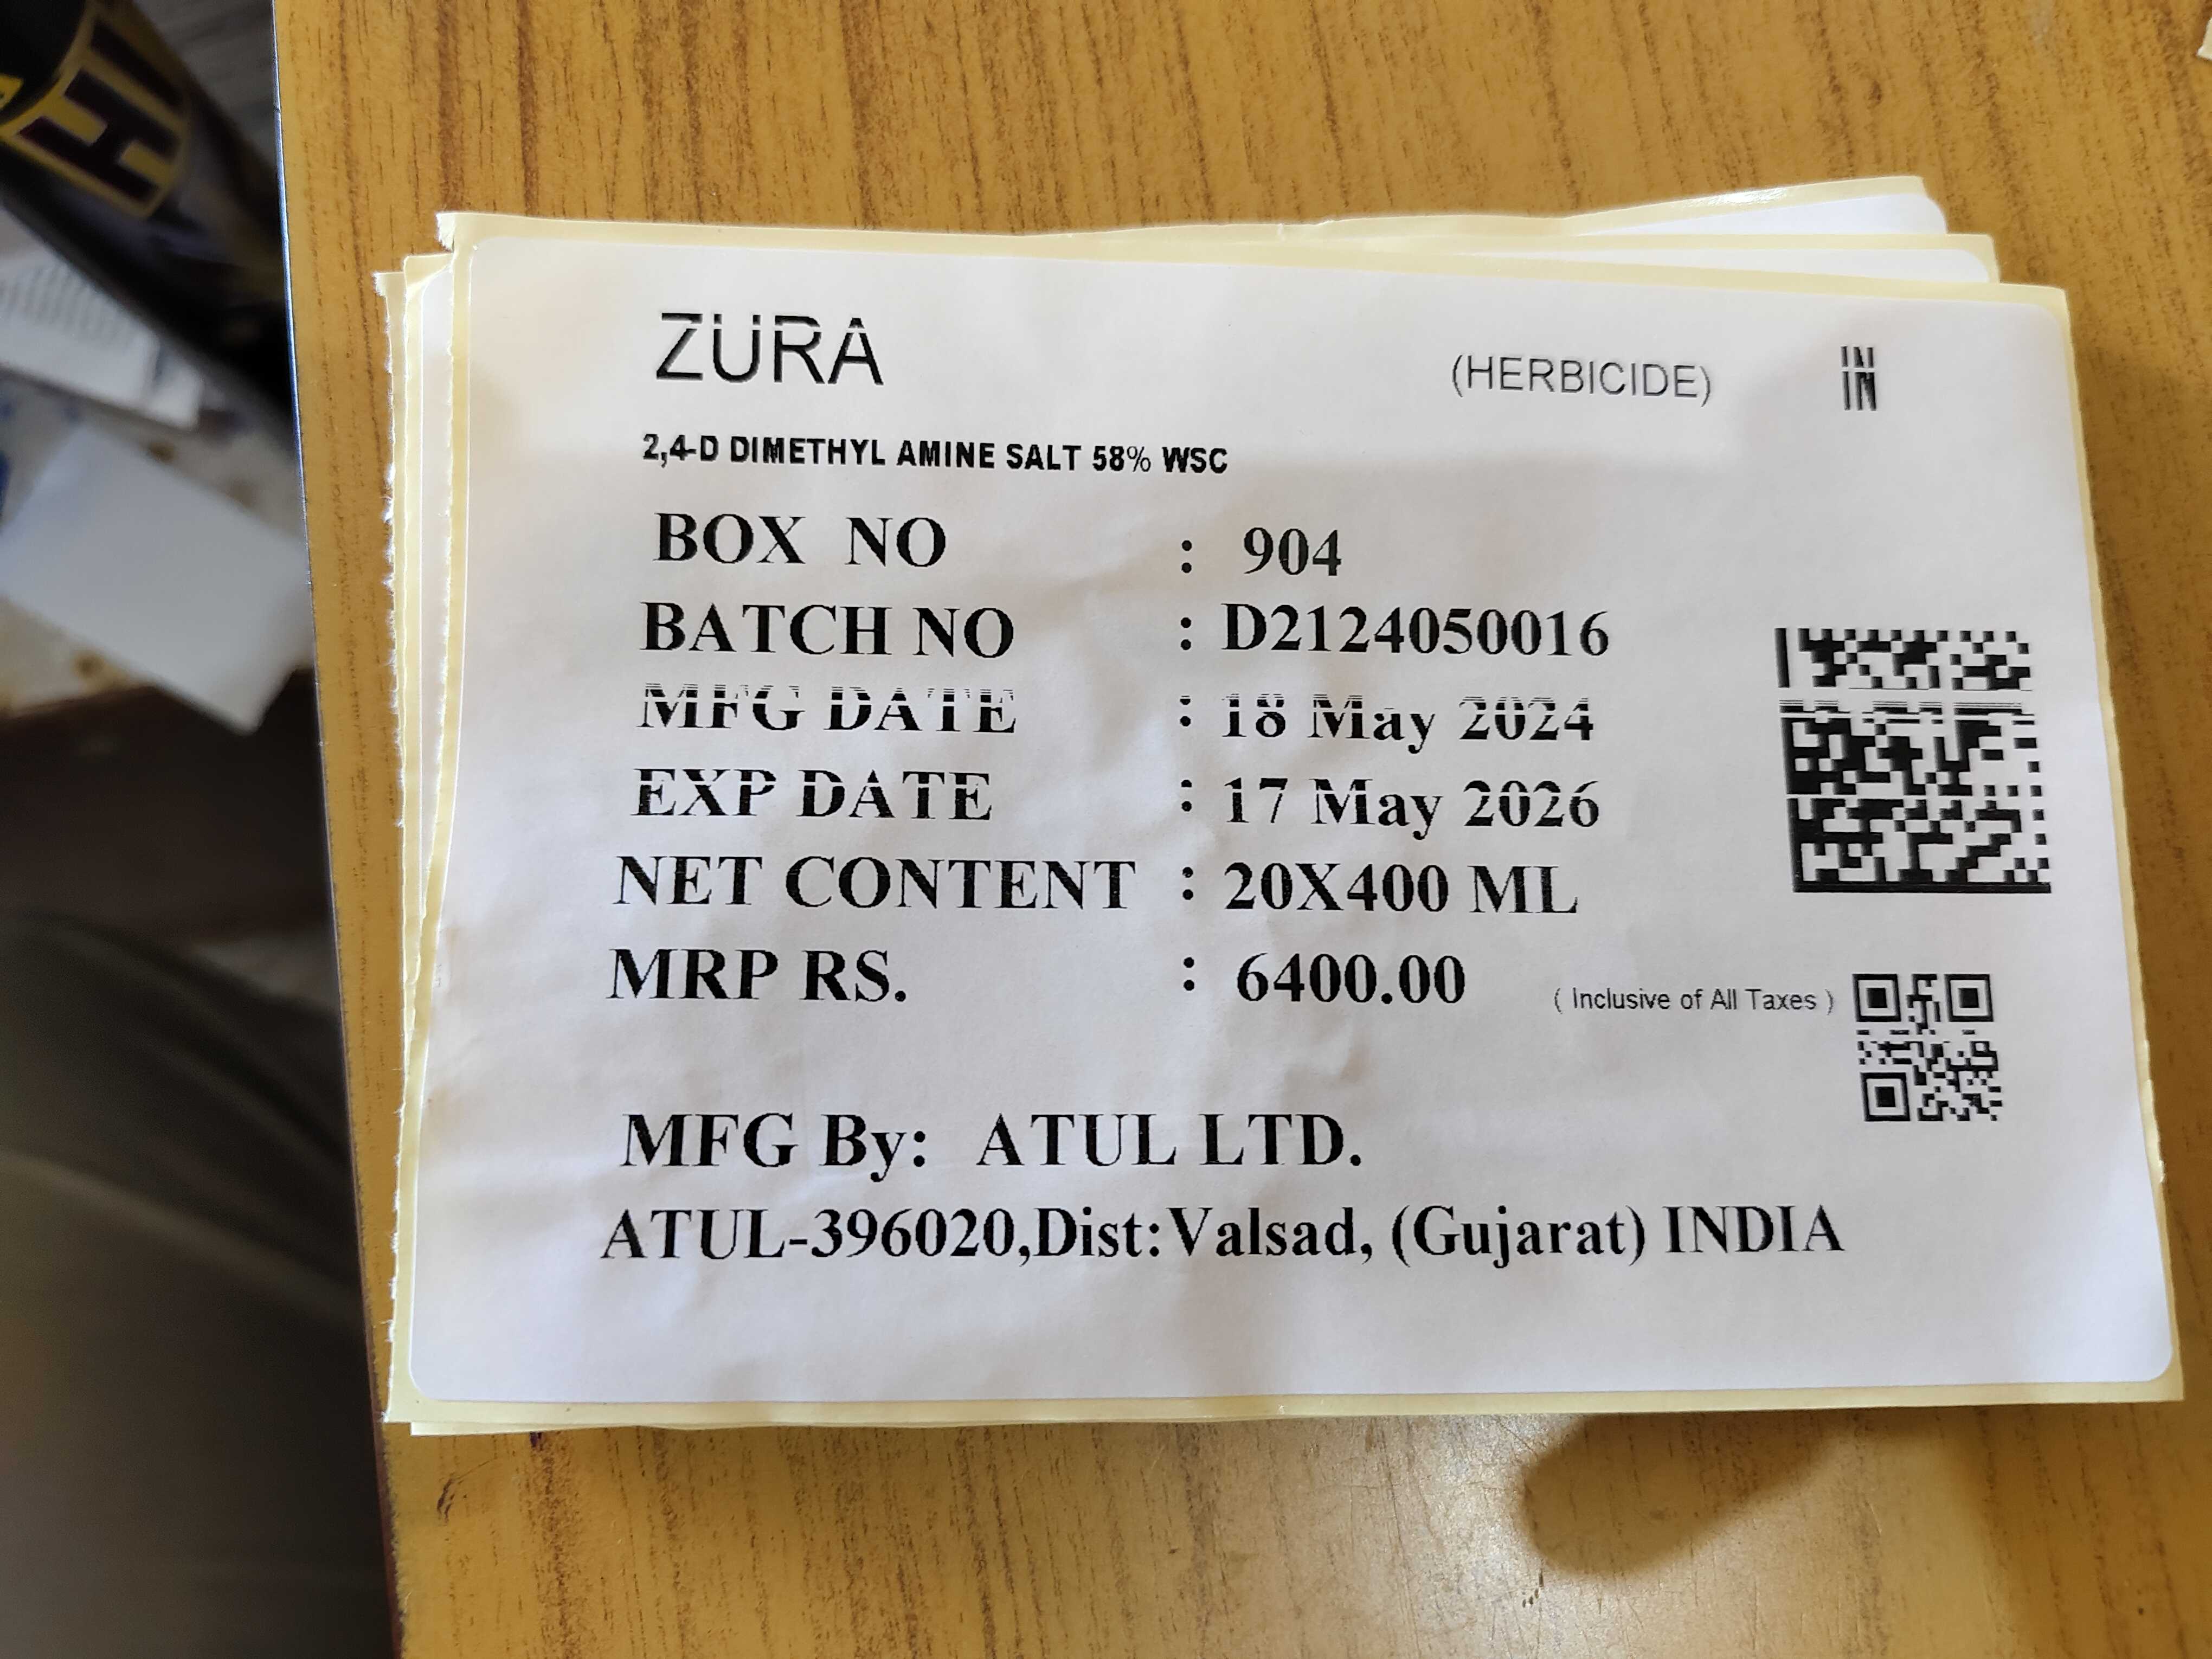 ZURA (HERBICIDE) IN
2,4-D DIMETHYL AMINE SALT 58% WSC
BOX NO : 904
BATCH NO : D2124050016
MFG DATE : 18 May 2024
EXP DATE : 17 May 2026
NET CONTENT : 20X400 ML
MRP RS. : 6400.00 ( Inclusive of All Taxes )
MFG By: ATUL LTD.
ATUL-396020,Dist:Valsad, (Gujarat) INDIA